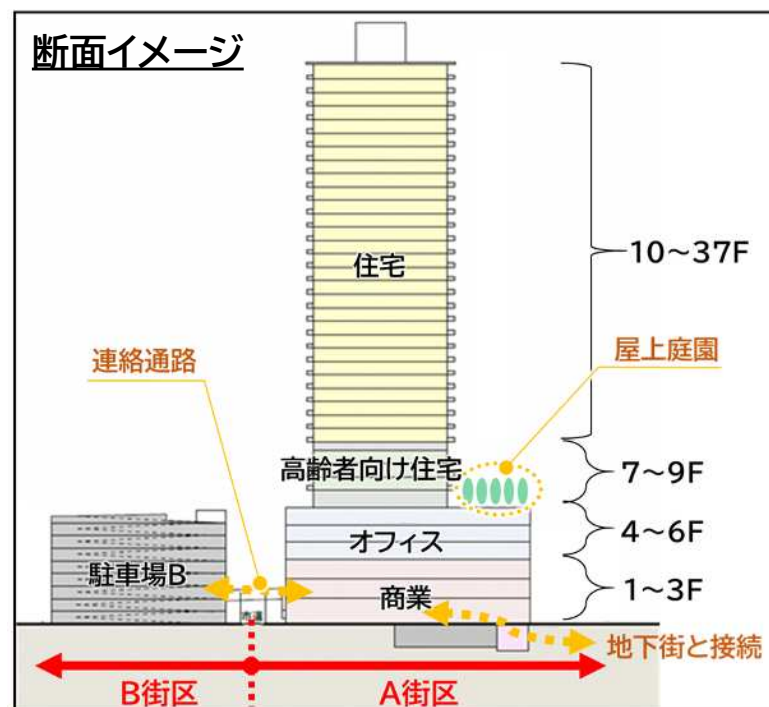 断面イメージ
住宅
10~37F
連絡通路
屋上庭園
高齢者向け住宅
7~9F
オフィス
4~6F
駐車場B
商業
1~3F
市道
地下街と接続
B街区
A街区